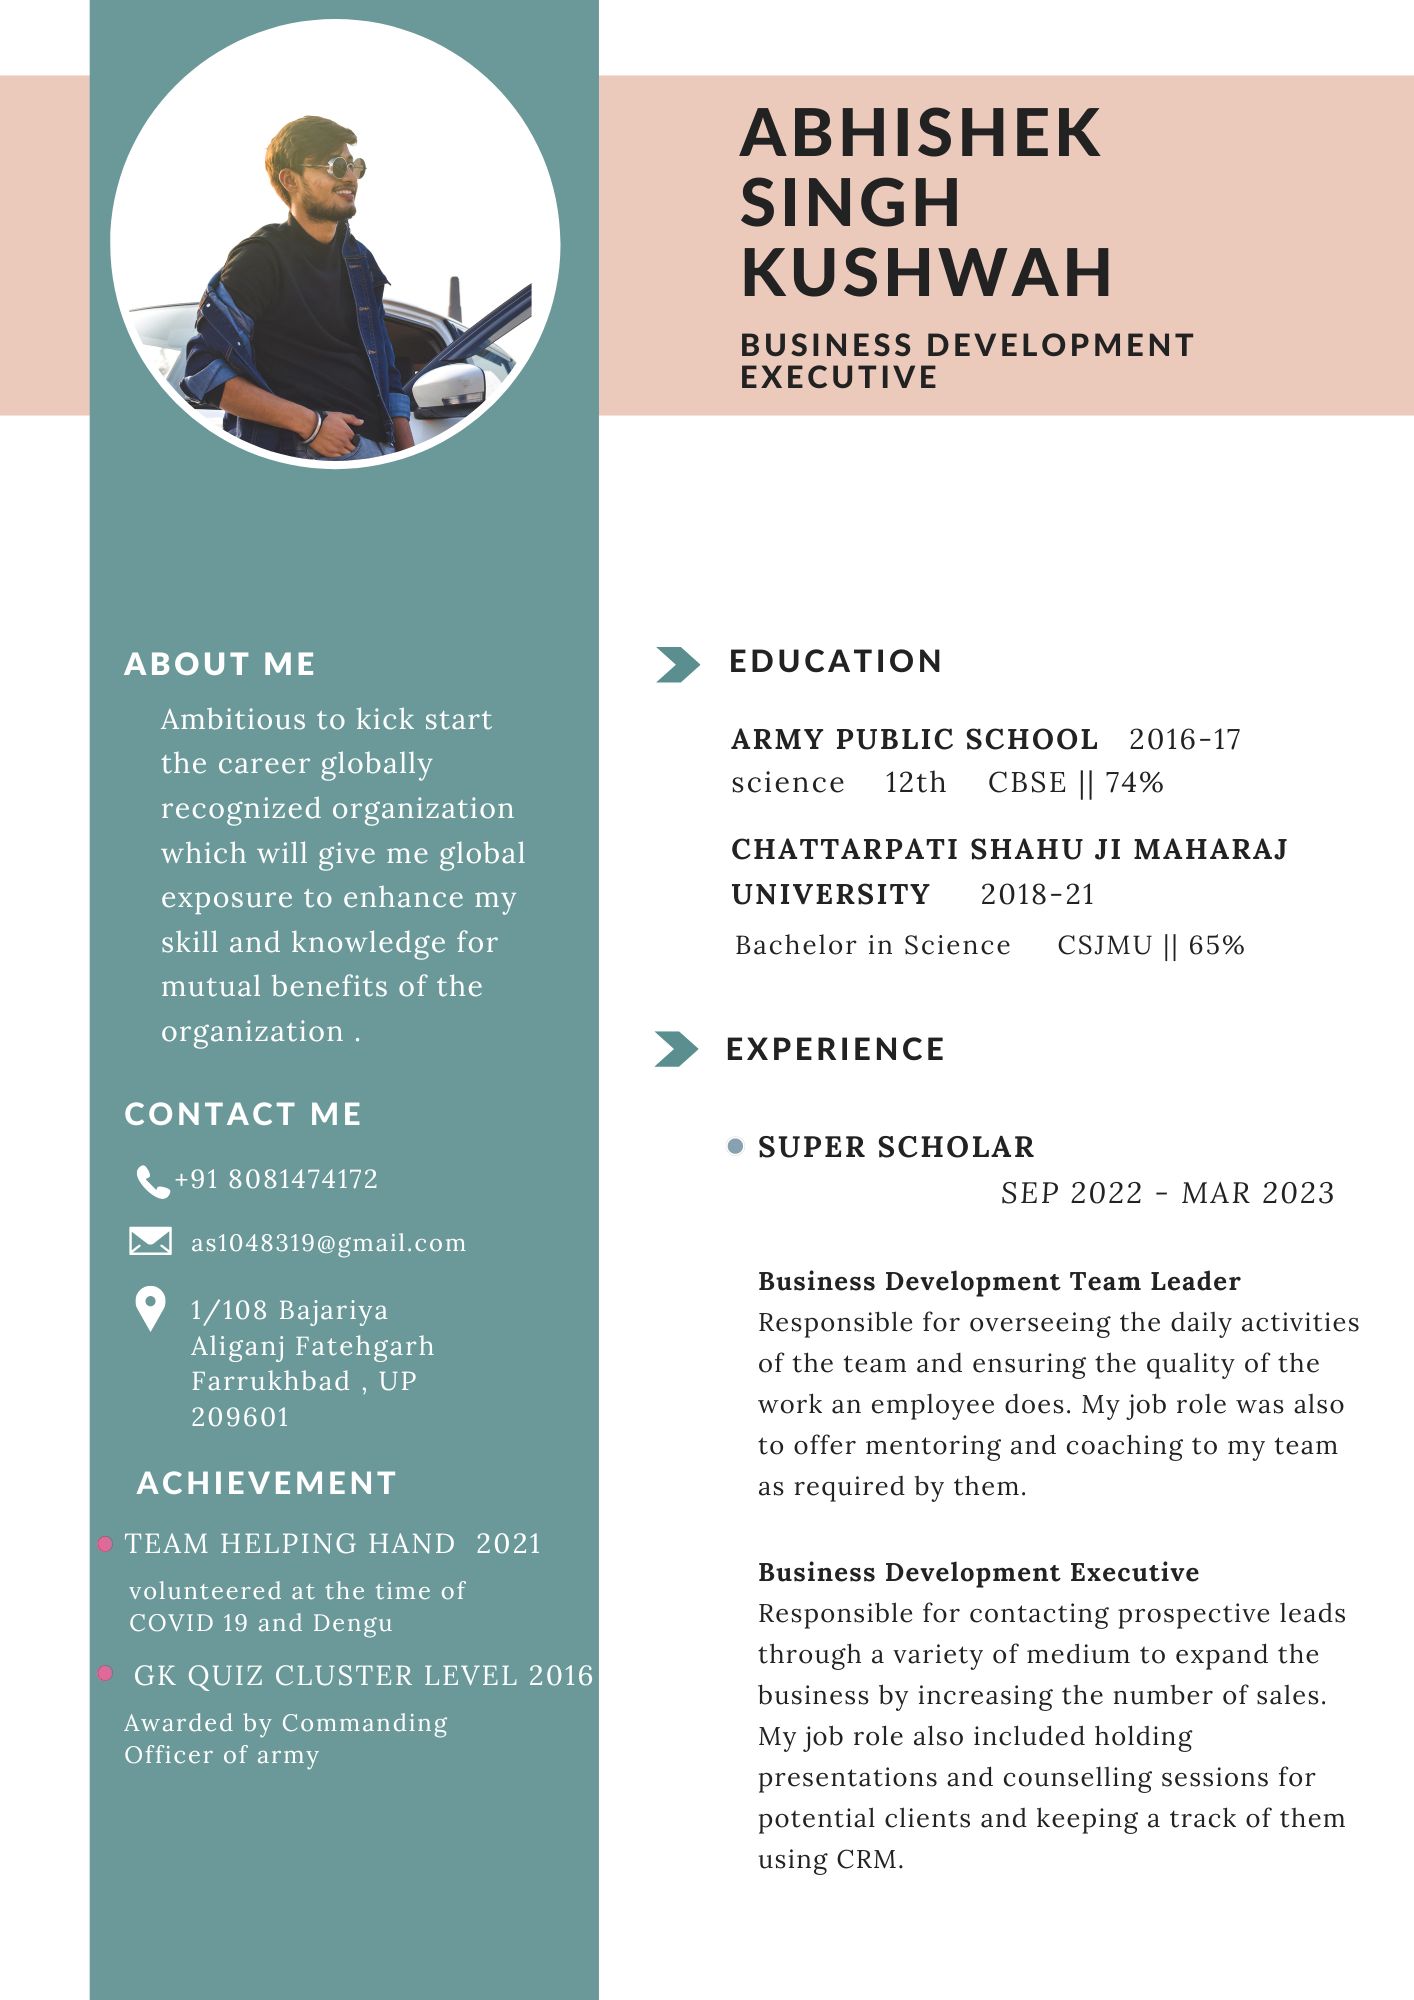 ABHISHEK
SINGH
KUSHWAH
BUSINESS DEVELOPMENT
EXECUTIVE
ABOUT ME
Ambitious to kick start
the career globally
recognized organization
which will give me global
exposure to enhance my
skill and knowledge for
mutual benefits of the
organization .
CONTACT ME
+91 8081474172
as1048319@gmail.com
1/108 Bajariya
Aliganj Fatehgarh
Farrukhbad , UP
209601
ACHIEVEMENT
TEAM HELPING HAND 2021
volunteered at the time of
COVID 19 and Dengu
GK QUIZ CLUSTER LEVEL 2016
Awarded by Commanding
Officer of army
EDUCATION
ARMY PUBLIC SCHOOL 2016-17
science 12th CBSE || 74%
CHATTARPATI SHAHU JI MAHARAJ
UNIVERSITY 2018-21
Bachelor in Science CSJMU || 65%
EXPERIENCE
SUPER SCHOLAR
SEP 2022 - MAR 2023
Business Development Team Leader
Responsible for overseeing the daily activities
of the team and ensuring the quality of the
work an employee does. My job role was also
to offer mentoring and coaching to my team
as required by them.
Business Development Executive
Responsible for contacting prospective leads
through a variety of medium to expand the
business by increasing the number of sales.
My job role also included holding
presentations and counselling sessions for
potential clients and keeping a track of them
using CRM.